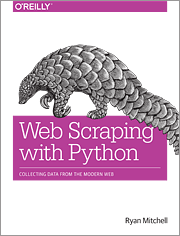 O'REILLY®
Web Scraping
with Python
COLLECTING DATA FROM THE MODERN WEB
Ryan Mitchell